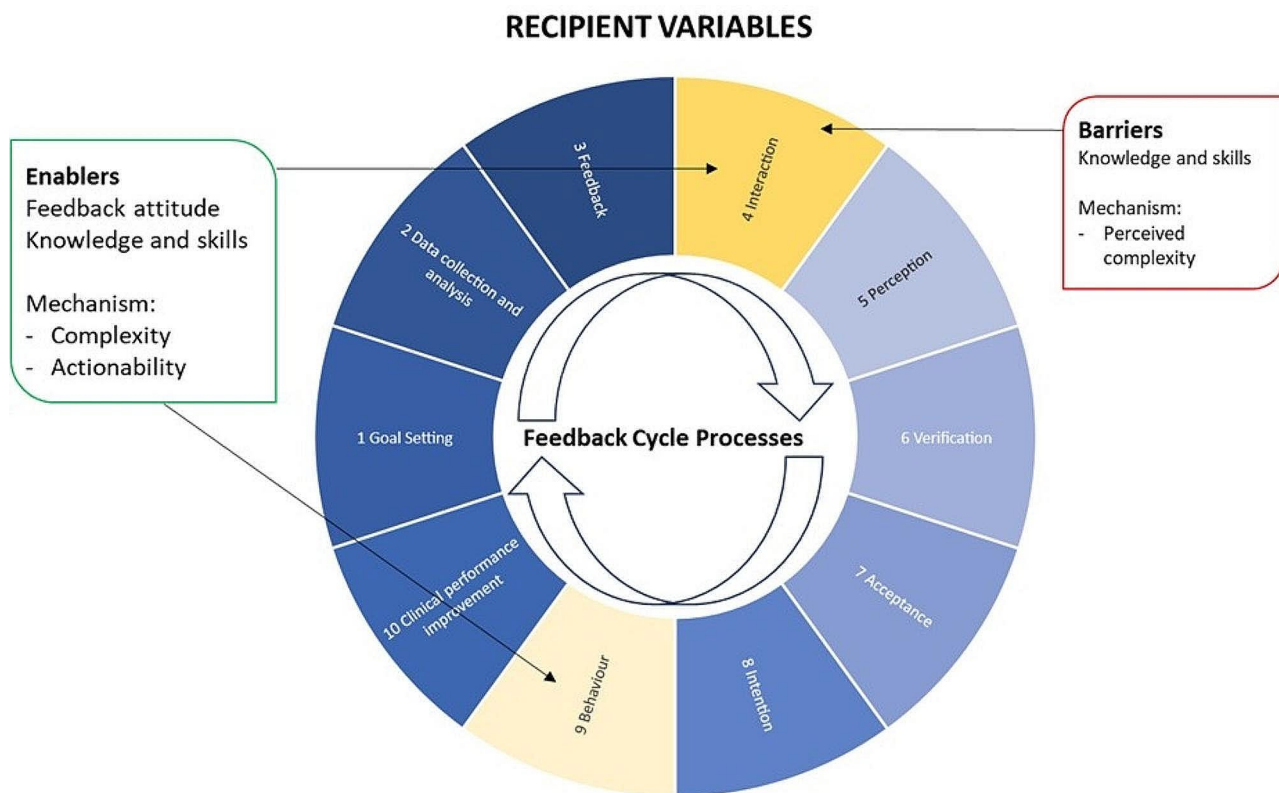 RECIPIENT VARIABLES
Enablers
Feedback attitude
Knowledge and skills
Mechanism:
- Complexity
- Actionability
Barriers
Knowledge and skills
Mechanism:
- Perceived
complexity
1 Goal Setting
2 Data collection and
analysis
3 Feedback
4 Interaction
5 Perception
6 Verification
7 Acceptance
8 Intention
9 Behaviour
10 Clinical performance
improvement
Feedback Cycle Processes